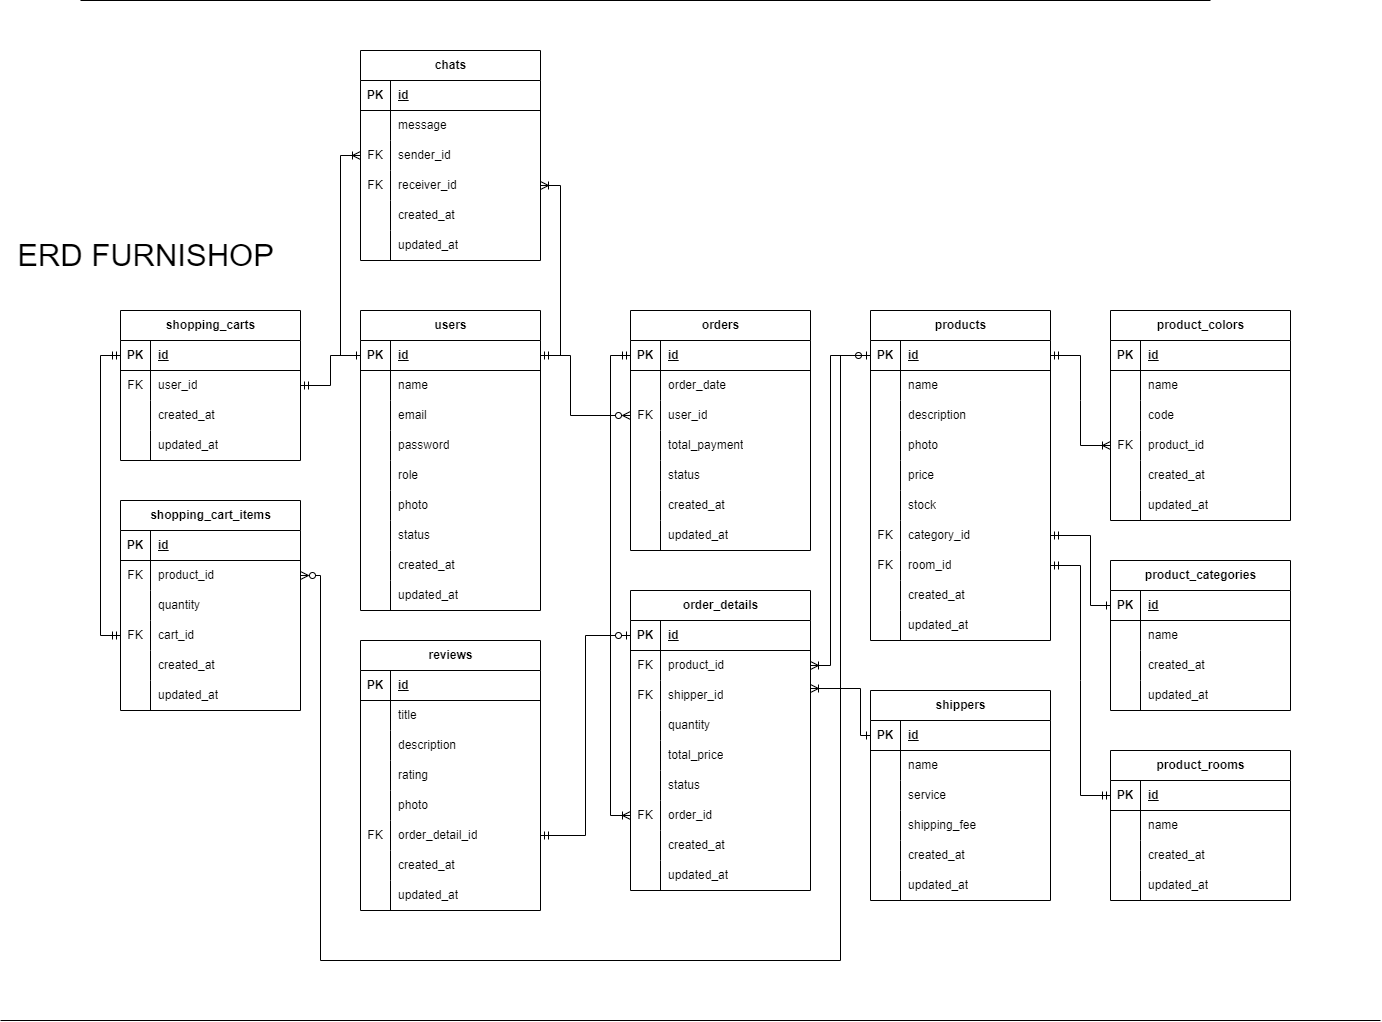 chats
PK id
message
FK sender_id
FK receiver_id
created_at
updated_at
ERD FURNISHOP
shopping_carts
PK id
FK user_id
created_at
updated_at
users
PK id
name
email
password
role
photo
status
created_at
updated_at
orders
PK id
order_date
FK user_id
total_payment
status
created_at
updated_at
products
PK id
name
description
photo
price
stock
FK category_id
FK room_id
created_at
updated_at
product_colors
PK id
name
code
FK product_id
created_at
updated_at
shopping_cart_items
PK id
FK product_id
quantity
FK cart_id
created_at
updated_at
reviews
PK id
title
description
rating
photo
FK order_detail_id
created_at
updated_at
order_details
PK id
FK product_id
FK shipper_id
quantity
total_price
status
FK order_id
created_at
updated_at
shippers
PK id
name
service
shipping_fee
created_at
updated_at
product_categories
PK id
name
created_at
updated_at
product_rooms
PK id
name
created_at
updated_at